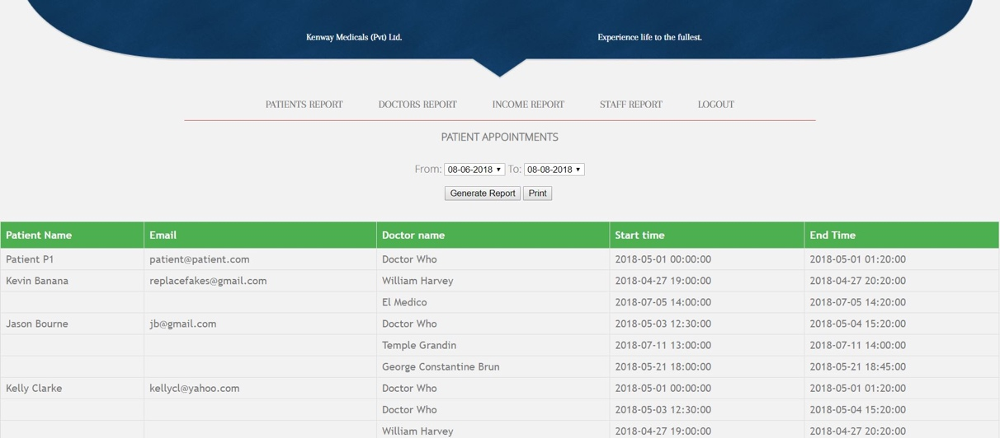 Kenway Medicals (Pvt) Ltd. Experience life to the fullest.
PATIENTS REPORT DOCTORS REPORT INCOME REPORT STAFF REPORT LOGOUT
PATIENT APPOINTMENTS
From: 08-06-2018 To: 08-08-2018
Generate Report Print
Patient Name Email Doctor name Start time End Time
Patient P1 patient@patient.com Doctor Who 2018-05-01 00:00:00 2018-05-01 01:20:00
Kevin Banana replacefakes@gmail.com William Harvey 2018-04-27 19:00:00 2018-04-27 20:20:00
El Medico 2018-07-05 14:00:00 2018-07-05 14:20:00
Jason Bourne jb@gmail.com Doctor Who 2018-05-03 12:30:00 2018-05-04 15:20:00
Temple Grandin 2018-07-11 13:00:00 2018-07-11 14:00:00
George Constantine Brun 2018-05-21 18:00:00 2018-05-21 18:45:00
Kelly Clarke kellycl@yahoo.com Doctor Who 2018-05-01 00:00:00 2018-05-01 01:20:00
Doctor Who 2018-05-03 12:30:00 2018-05-04 15:20:00
William Harvey 2018-04-27 19:00:00 2018-04-27 20:20:00